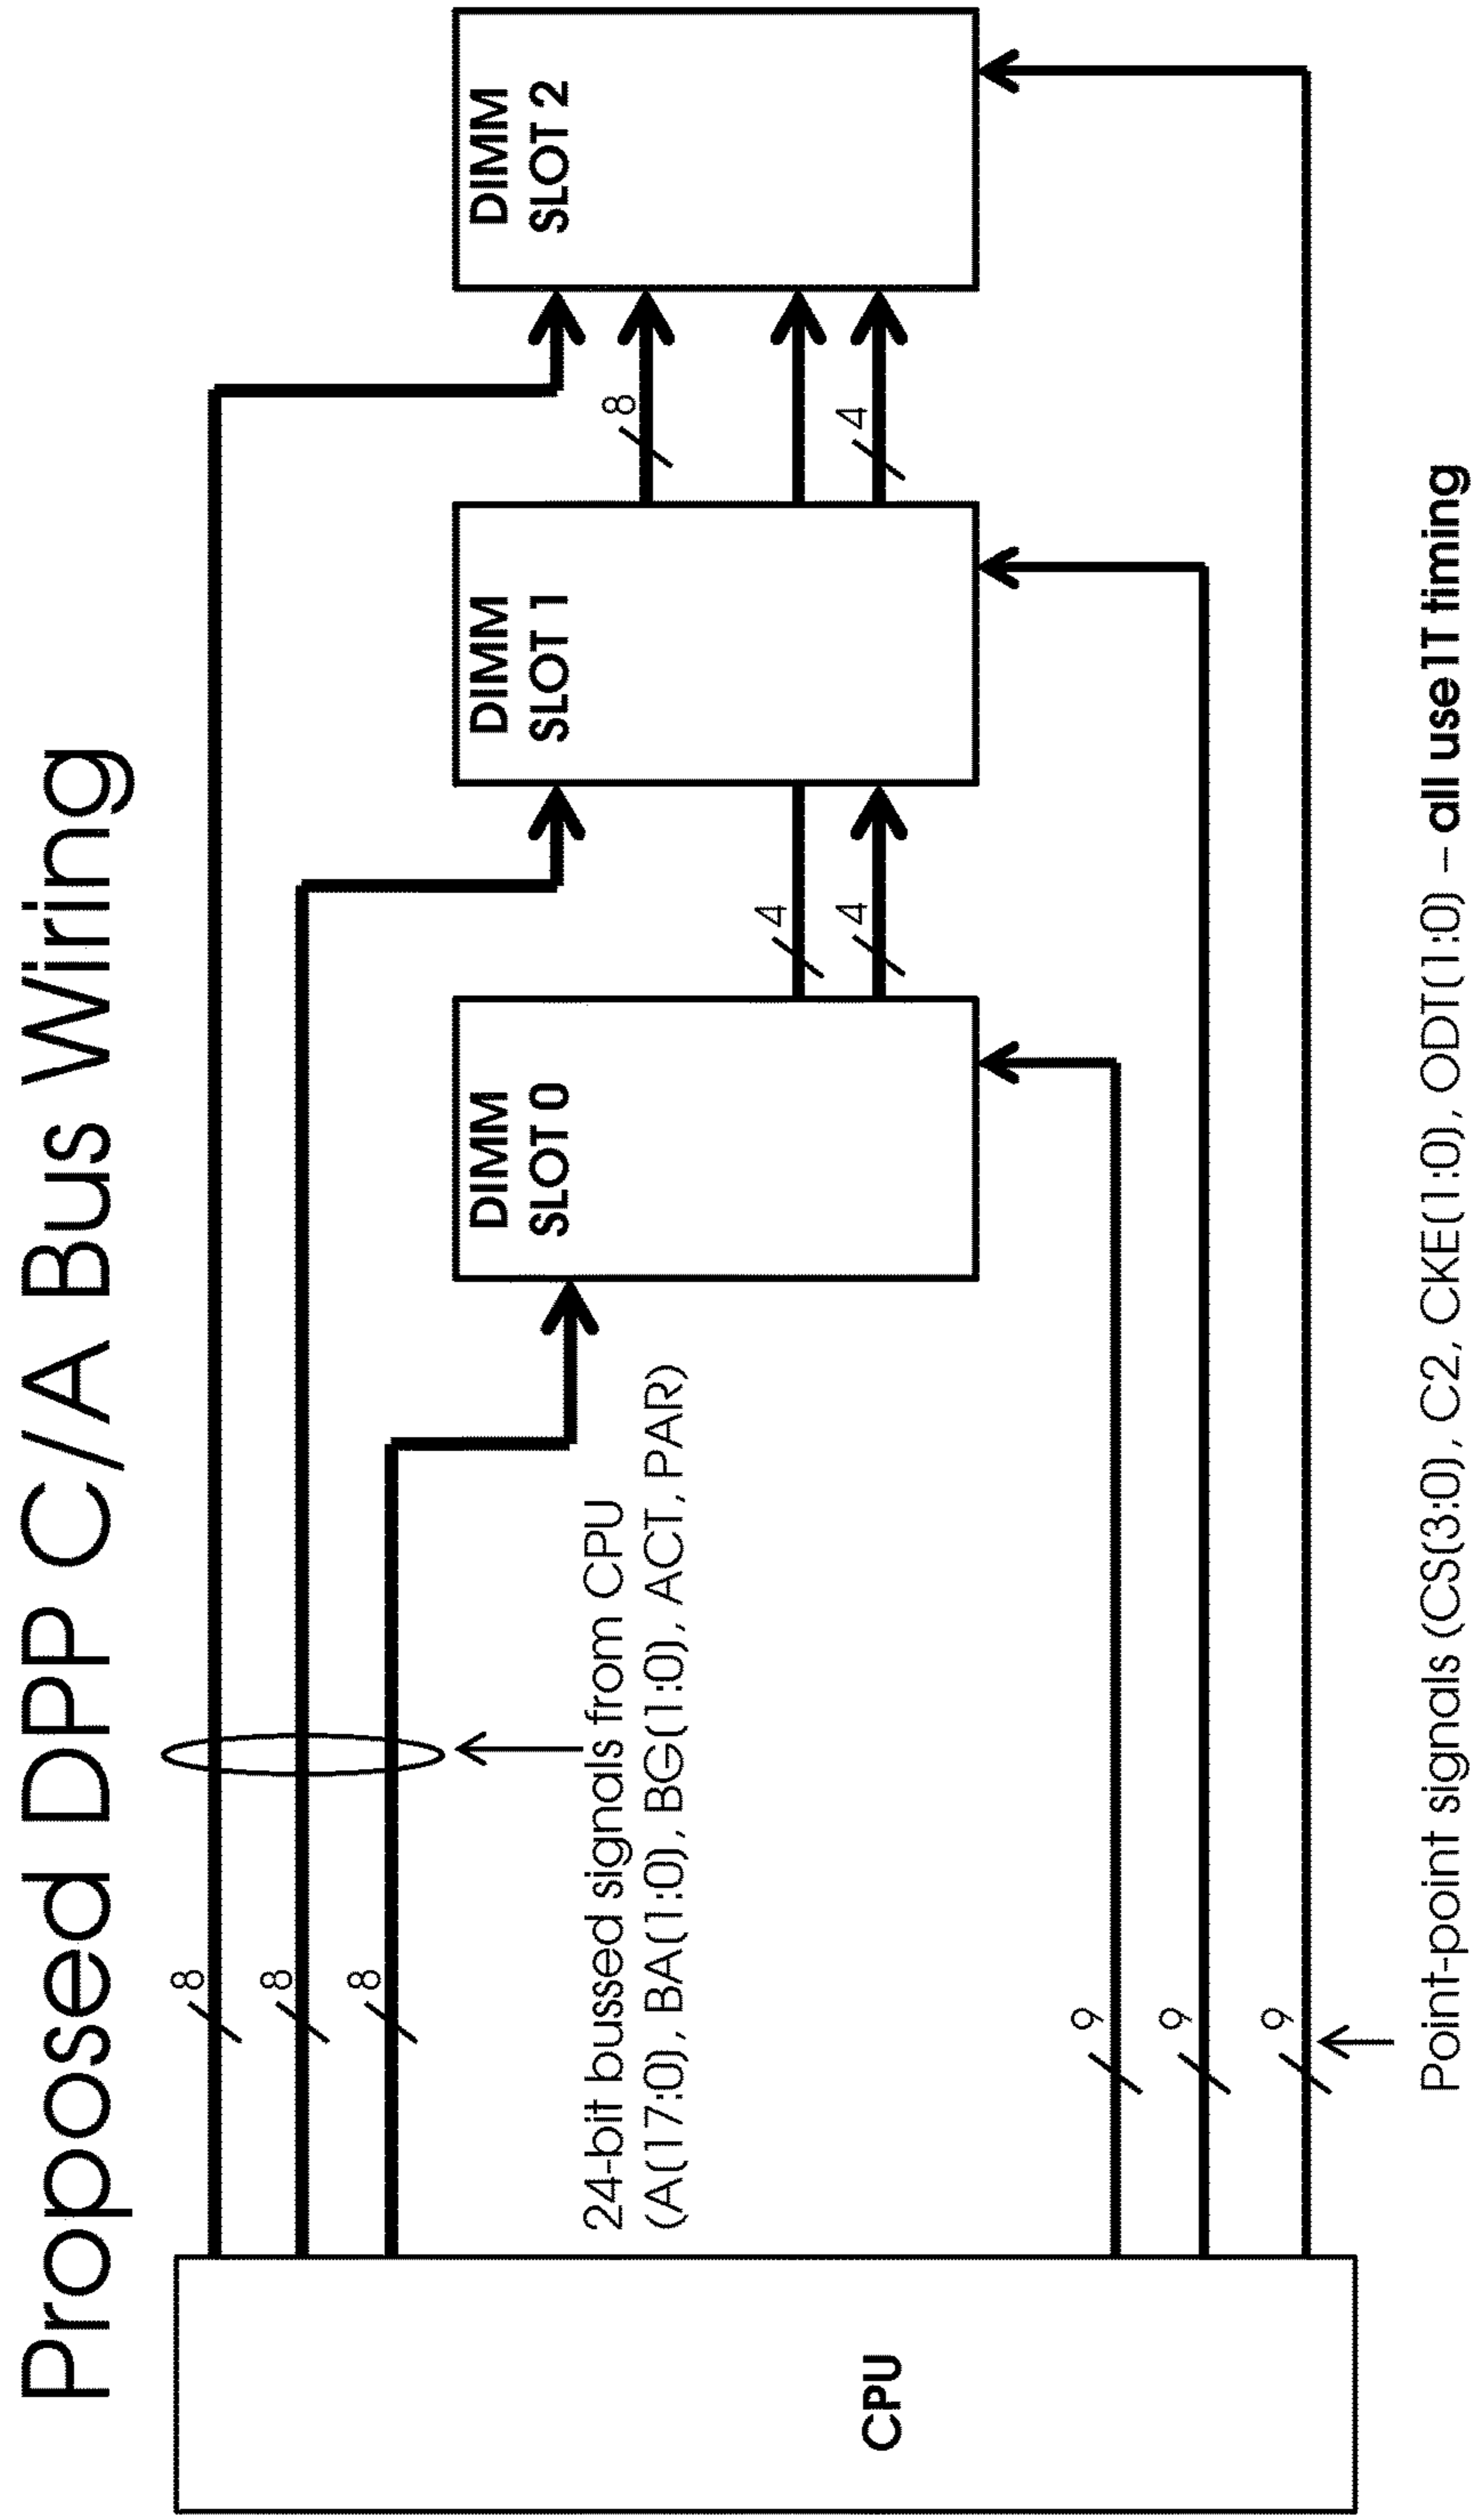 Proposed DPP C/A Bus Wiring
8
8
8
24-bit bussed signals from CPU
(A(17:0), BA(1:0), BG(1:0), ACT, PAR)
CPU
DIMM
SLOT 0
4
4
DIMM
SLOT 1
8
4
DIMM
SLOT 2
9
9
9
Point-point signals (CS(3:0), C2, CKE(1:0), ODT(1:0) – all use 1T timing